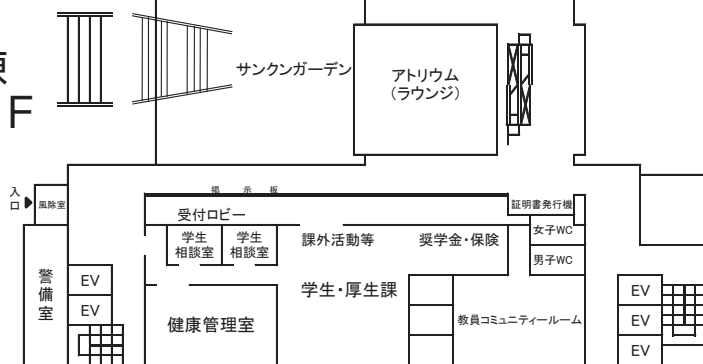 棟
F
サンクンガーデン
アトリウム
（ラウンジ）
入口
風除室
掲示板
証明書発行機
受付ロビー
学生
相談室
学生
相談室
課外活動等
奨学金・保険
女子WC
男子WC
警備室
EV
EV
学生・厚生課
健康管理室
教員コミュニティールーム
EV
EV
EV